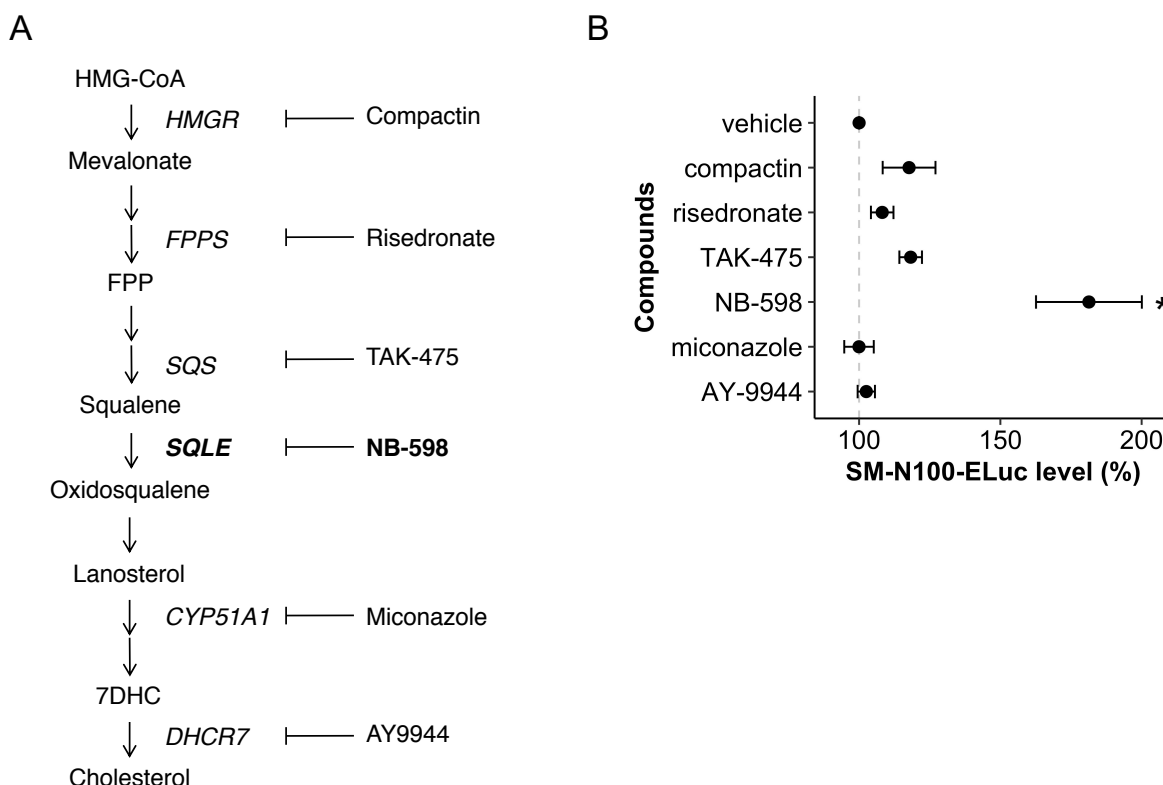 A
HMG-CoA
HMGR
Compactin
Mevalonate
FPPS
Risedronate
FPP
SQS
TAK-475
Squalene
SQLE
NB-598
Oxidosqualene
Lanosterol
CYP51A1
Miconazole
7DHC
DHCR7
AY9944
Cholesterol
B
Compounds
vehicle
compactin
risedronate
TAK-475
NB-598
*
miconazole
AY-9944
100
150
200
SM-N100-ELuc level (%)